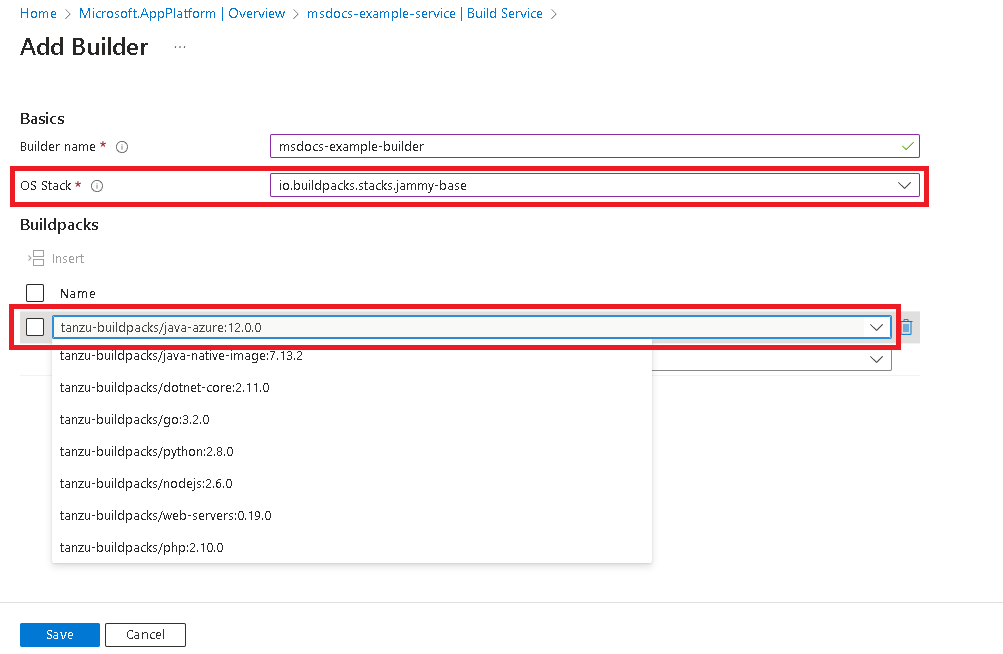 Home > Microsoft.AppPlatform | Overview > msdocs-example-service | Build Service >
Add Builder ...
Basics
Builder name * msdocs-example-builder
OS Stack * io.buildpacks.stacks.jammy-base
Buildpacks
Insert
Name
tanzu-buildpacks/java-azure:12.0.0
tanzu-buildpacks/java-native-image:7.13.2
tanzu-buildpacks/dotnet-core:2.11.0
tanzu-buildpacks/go:3.2.0
tanzu-buildpacks/python:2.8.0
tanzu-buildpacks/nodejs:2.6.0
tanzu-buildpacks/web-servers:0.19.0
tanzu-buildpacks/php:2.10.0
Save Cancel